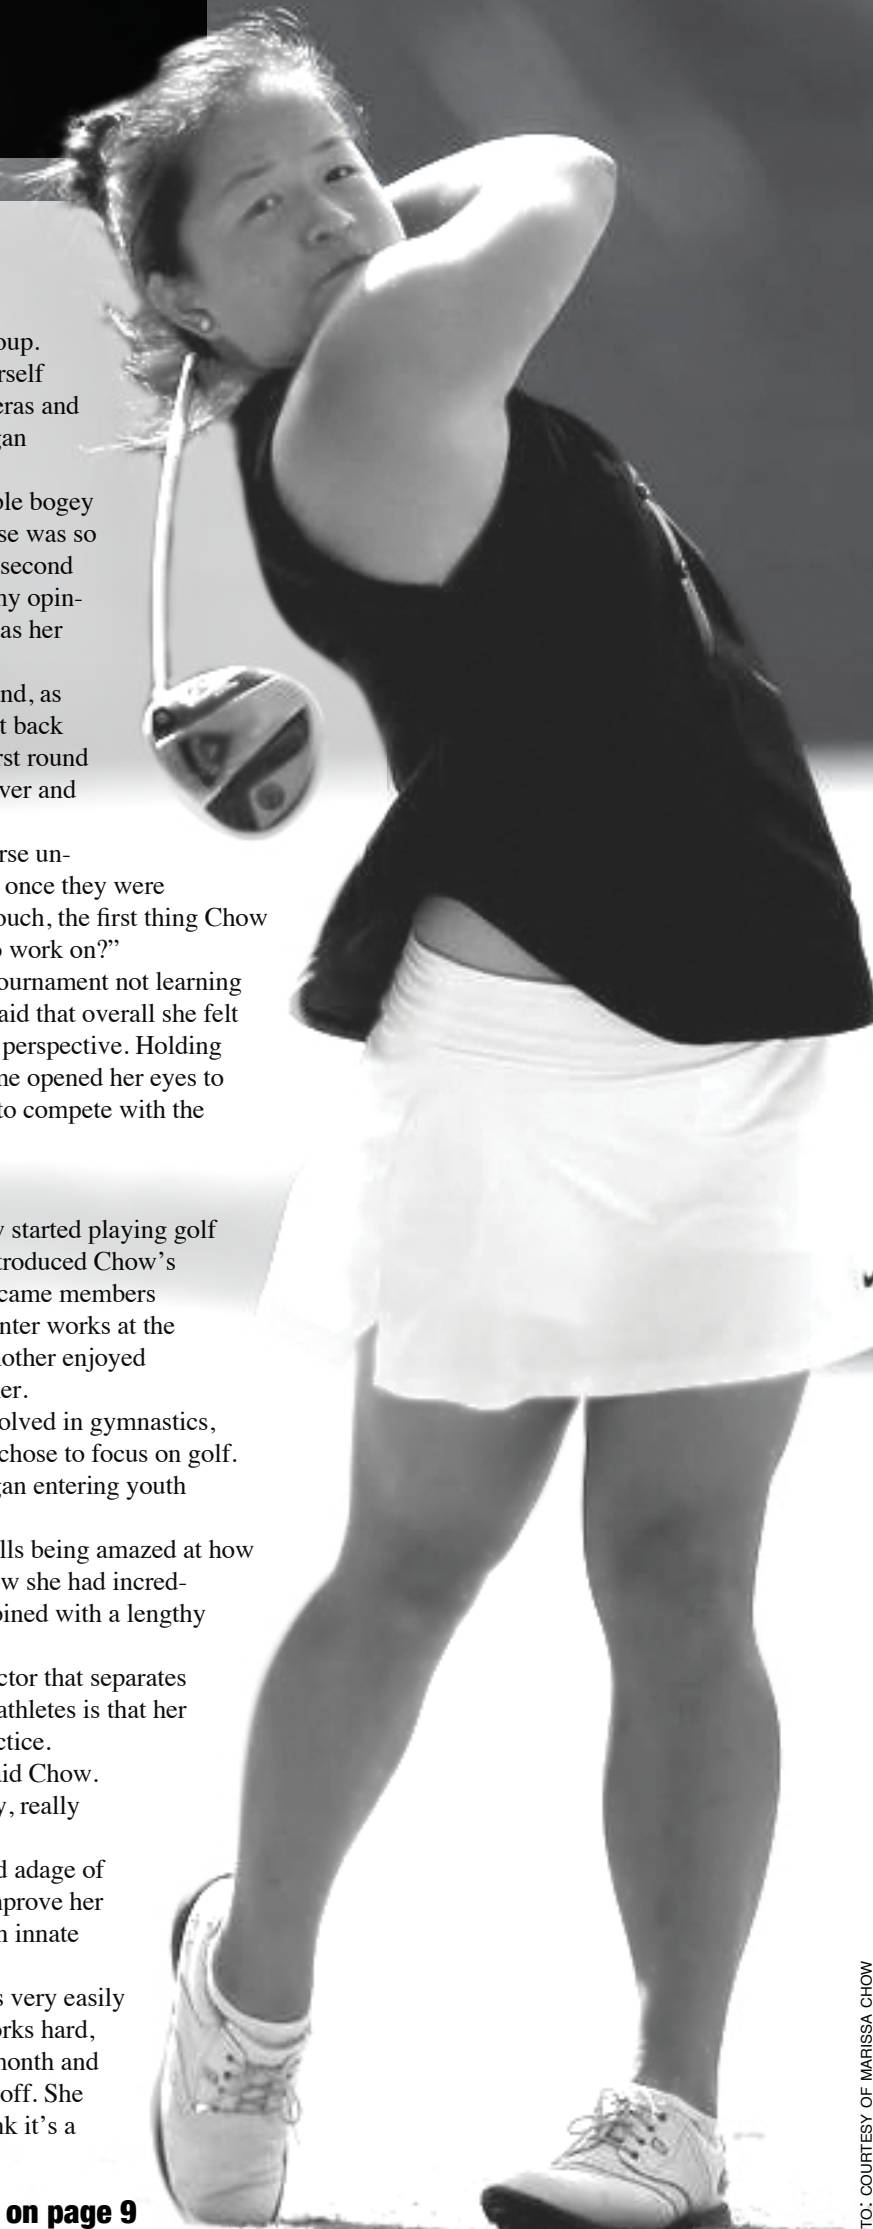 oup.
rself
eras and
gan
ole bogey
se was so
second
ny opin-
as her
nd, as
t back
rst round
ver and
rse un-
once they were
ouch, the first thing Chow
o work on?”
ournament not learning
aid that overall she felt
perspective. Holding
me opened her eyes to
to compete with the
y started playing golf
troduced Chow’s
came members
nter works at the
nother enjoyed
ier.
olved in gymnastics,
chose to focus on golf.
gan entering youth
lls being amazed at how
ow she had incred-
bined with a lengthy
ctor that separates
athletes is that her
ctice.
aid Chow.
y, really
d adage of
mprove her
n innate
s very easily
orks hard,
month and
off. She
nk it’s a
on page 9
TO: COURTESY OF MARISSA CHOW